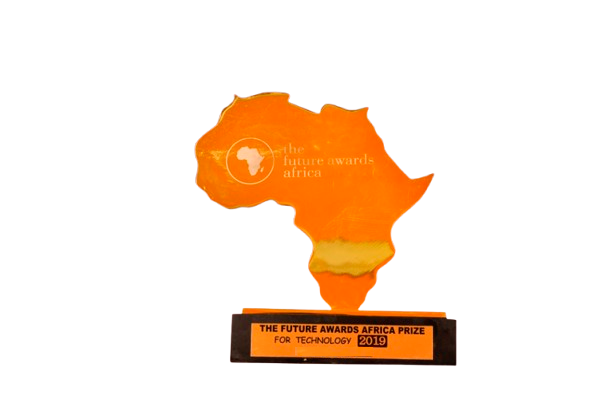 the
future awards
africa
THE FUTURE AWARDS AFRICA PRIZE
FOR TECHNOLOGY 2019